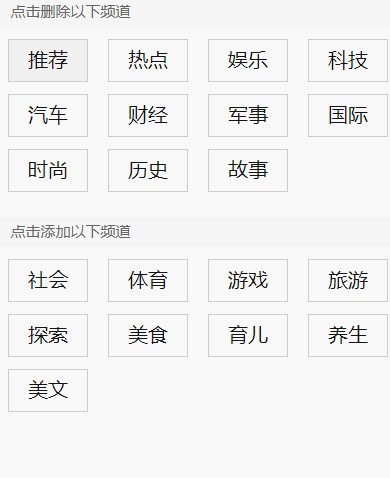 点击删除以下频道
推荐 热点 娱乐 科技
汽车 财经 军事 国际
时尚 历史 故事
点击添加以下频道
社会 体育 游戏 旅游
探索 美食 育儿 养生
美文